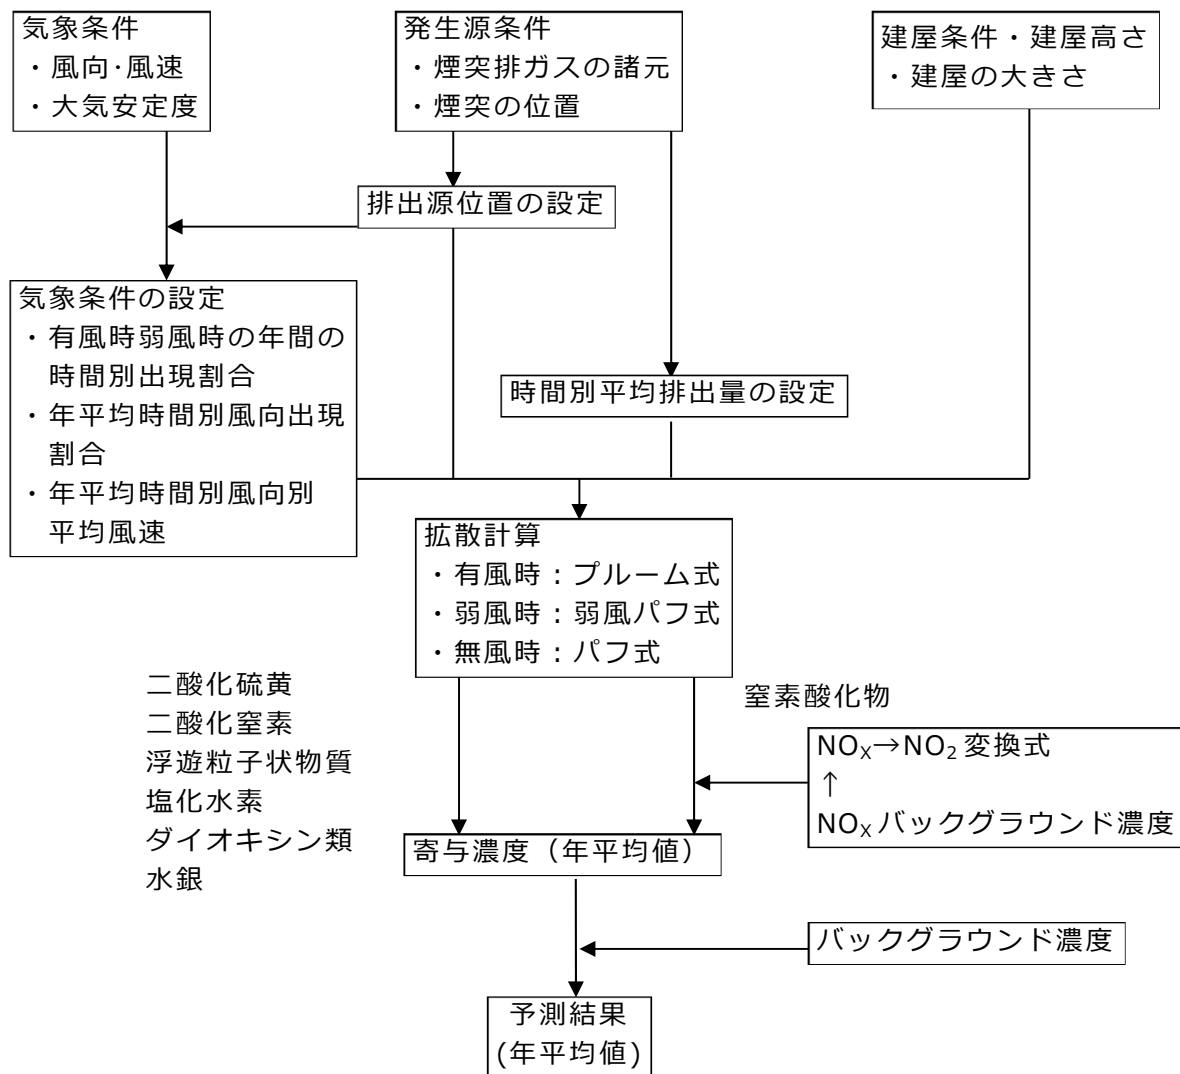 気象条件
・風向･風速
・大気安定度
発生源条件
・煙突排ガスの諸元
・煙突の位置
建屋条件・建屋高さ
・建屋の大きさ
排出源位置の設定
気象条件の設定
・有風時弱風時の年間の
時間別出現割合
・年平均時間別風向出現
割合
・年平均時間別風向別
平均風速
時間別平均排出量の設定
拡散計算
・有風時：プルーム式
・弱風時：弱風パフ式
・無風時：パフ式
二酸化硫黄
二酸化窒素
浮遊粒子状物質
塩化水素
ダイオキシン類
水銀
窒素酸化物
NOX→NO2 変換式
↑
NOX バックグラウンド濃度
寄与濃度（年平均値）
バックグラウンド濃度
予測結果
(年平均値)